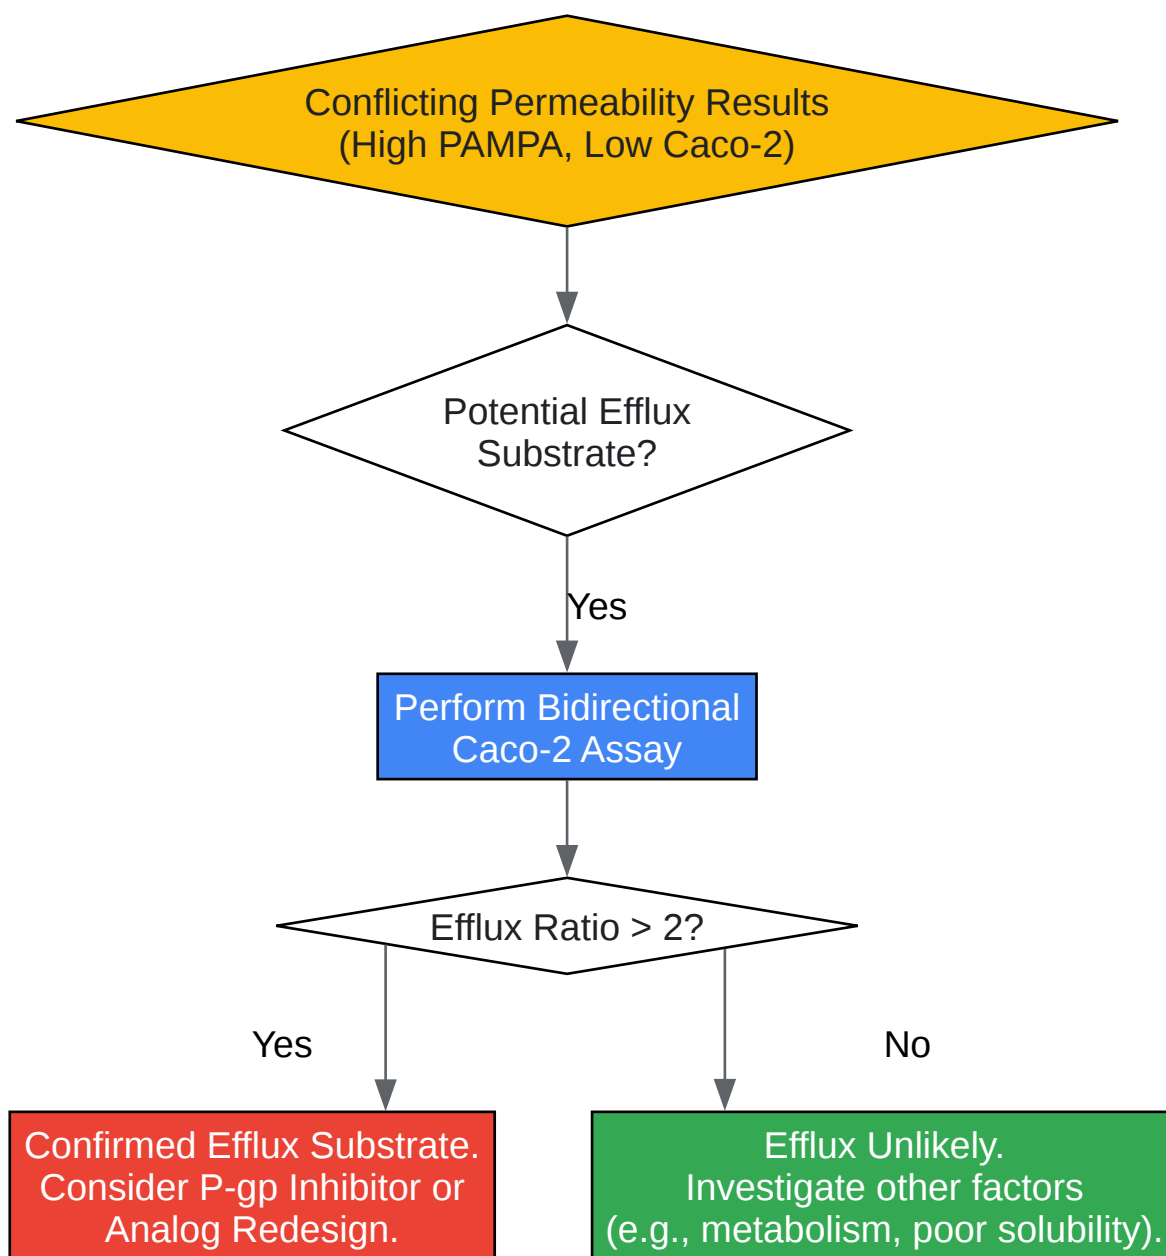 Conflicting Permeability Results
(High PAMPA, Low Caco-2)
Potential Efflux
Substrate?
Yes
Perform Bidirectional
Caco-2 Assay
Efflux Ratio > 2?
Yes
No
Confirmed Efflux Substrate.
Consider P-gp Inhibitor or
Analog Redesign.
Efflux Unlikely.
Investigate other factors
(e.g., metabolism, poor solubility).